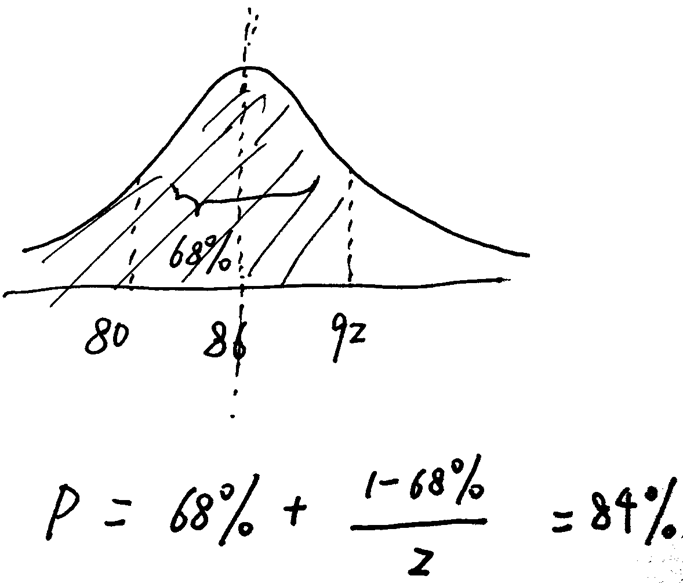 68%
80 86 92
P = 68% + (1-68%)/2 = 84%